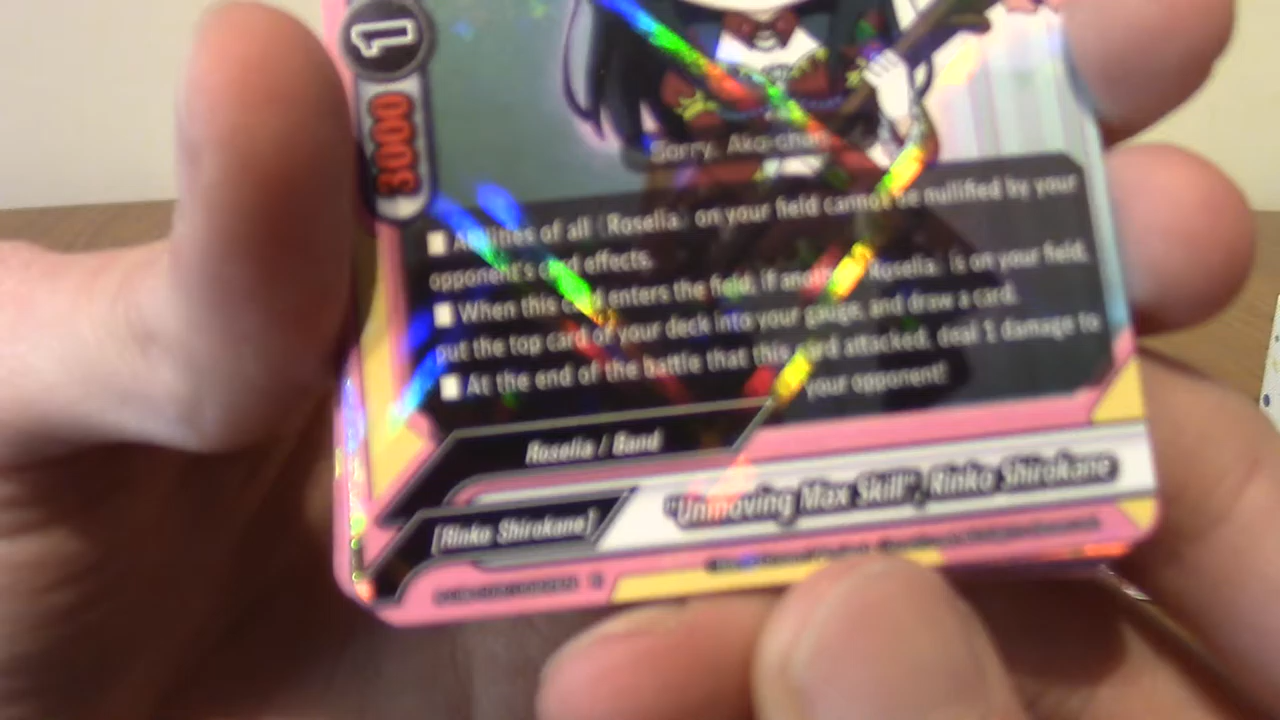 1
3000
Sorry, Ako-chan
■ Abilities of all 《Roselia》 on your field cannot be nullified by your
opponent's card effects.
■ When this card enters the field, if another 《Roselia》 is on your field,
put the top card of your deck into your gauge, and draw a card.
■ At the end of the battle that this card attacked, deal 1 damage to
your opponent!
Roselia / Band
"Unmoving Max Skill", Rinko Shirokane
[Rinko Shirokane]